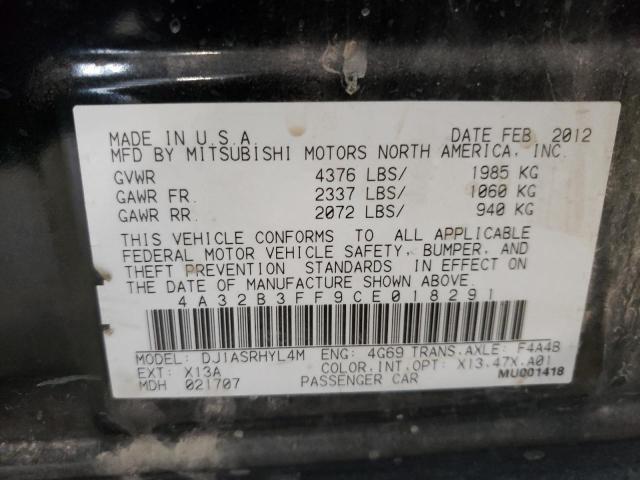 MADE IN U.S.A. DATE FEB 2012
MFD BY MITSUBISHI MOTORS NORTH AMERICA, INC.
GVWR 4376 LBS/ 1985 KG
GAWR FR. 2337 LBS/ 1060 KG
GAWR RR. 2072 LBS/ 940 KG
THIS VEHICLE CONFORMS TO ALL APPLICABLE
FEDERAL MOTOR VEHICLE SAFETY, BUMPER, AND
THEFT PREVENTION STANDARDS IN EFFECT ON
THE DATE OF MANUFACTURE SHOWN ABOVE.
4A32B3FF9CE018291
MODEL: DJ1ASRHYL4M ENG: 4G69 TRANS.AXLE: F4A4B
EXT: X13A COLOR.INT.OPT: X13.47X.A01
MDH 021707 PASSENGER CAR MU001418